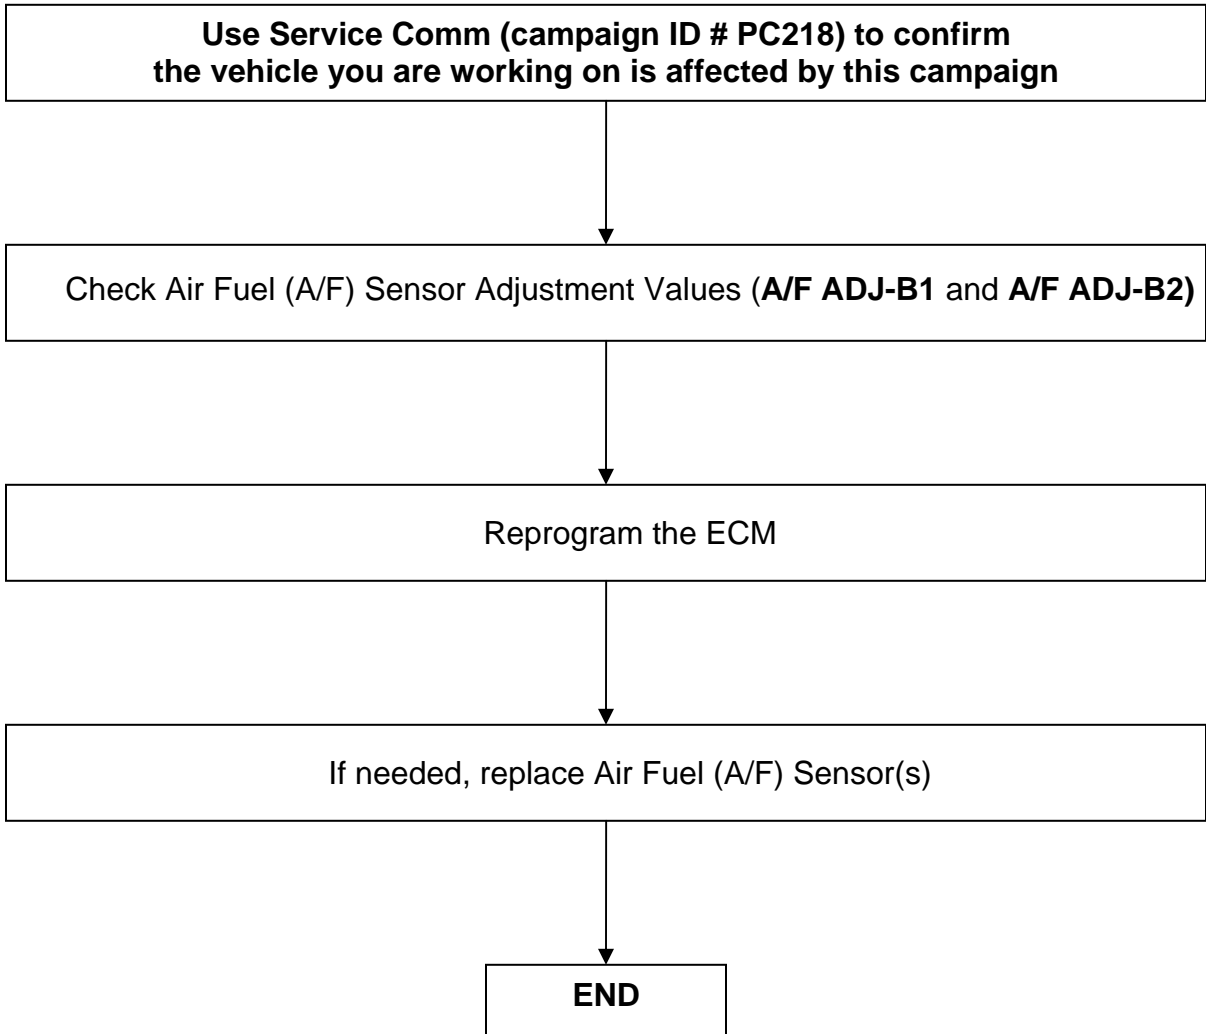 Use Service Comm (campaign ID # PC218) to confirm
the vehicle you are working on is affected by this campaign
Check Air Fuel (A/F) Sensor Adjustment Values (A/F ADJ-B1 and A/F ADJ-B2)
Reprogram the ECM
If needed, replace Air Fuel (A/F) Sensor(s)
END